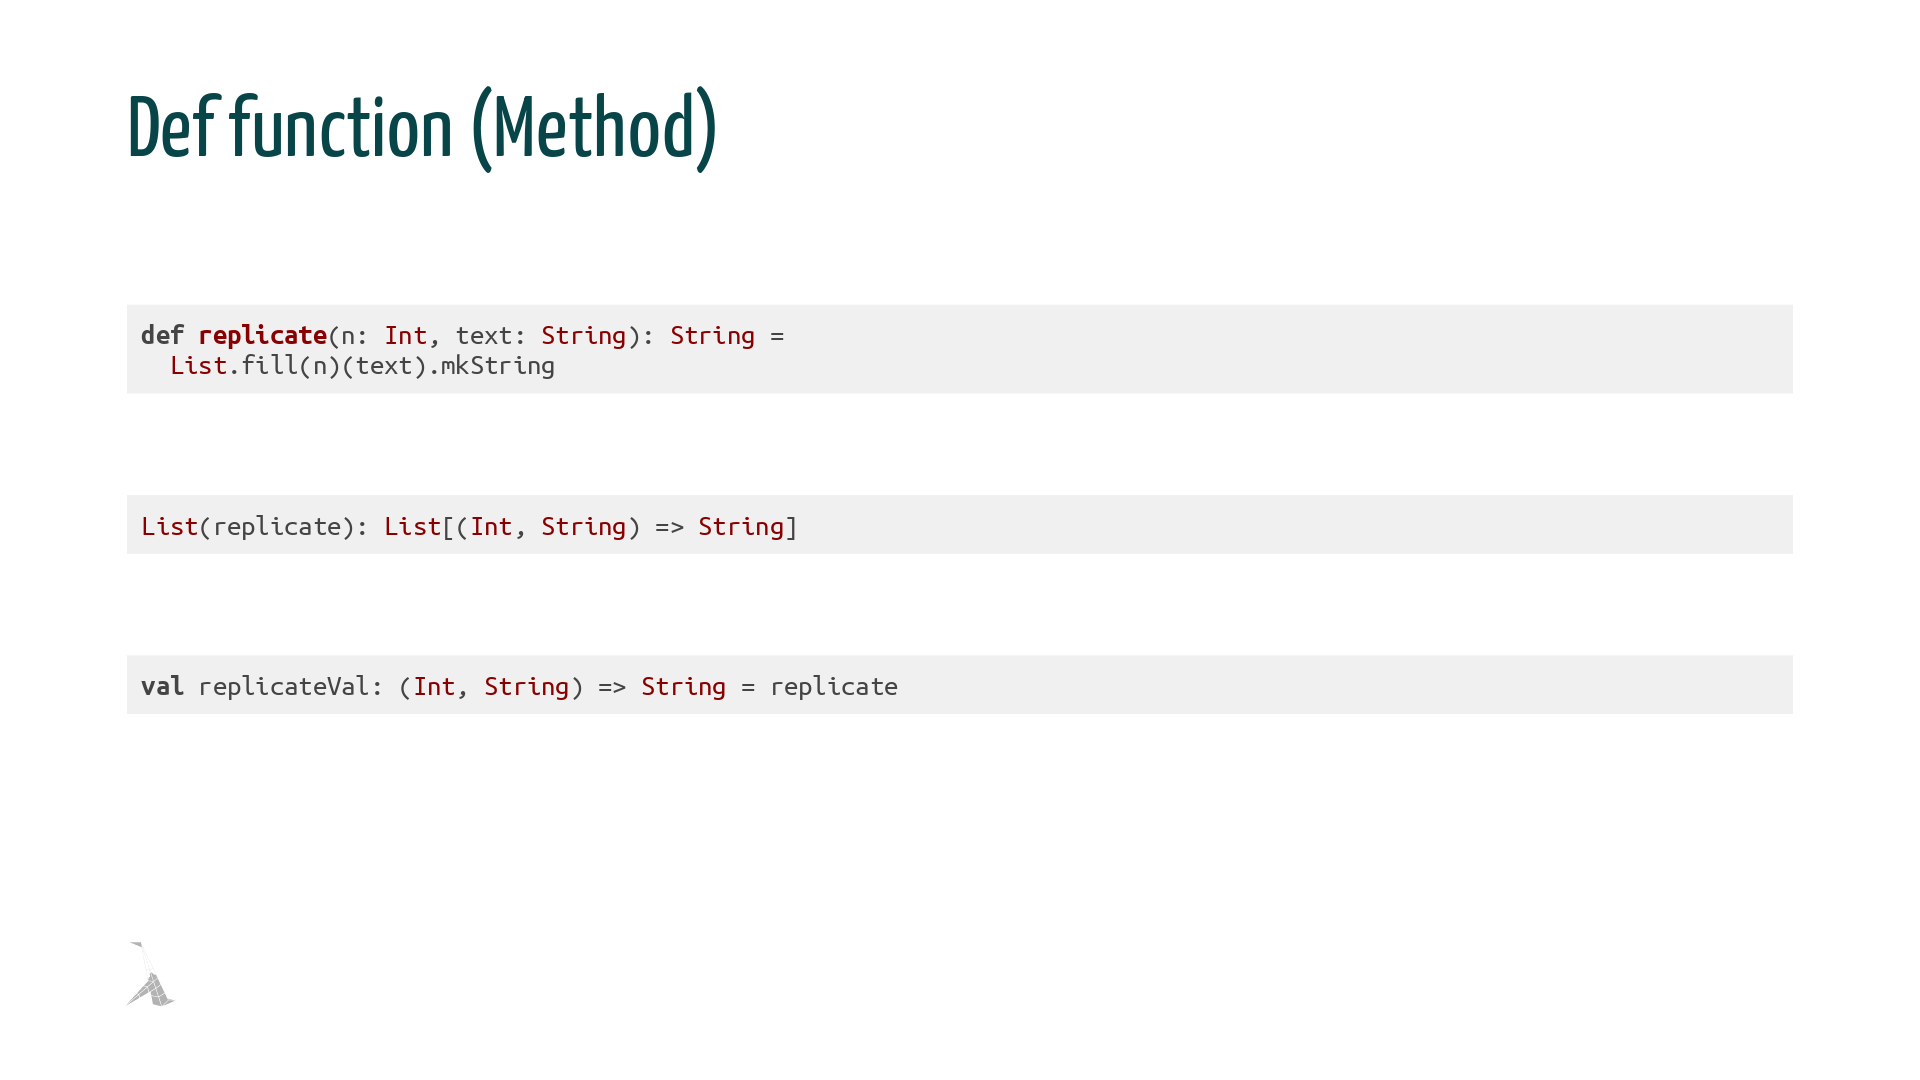 Def function (Method)
def replicate(n: Int, text: String): String =
  List.fill(n)(text).mkString
List(replicate): List[(Int, String) => String]
val replicateVal: (Int, String) => String = replicate